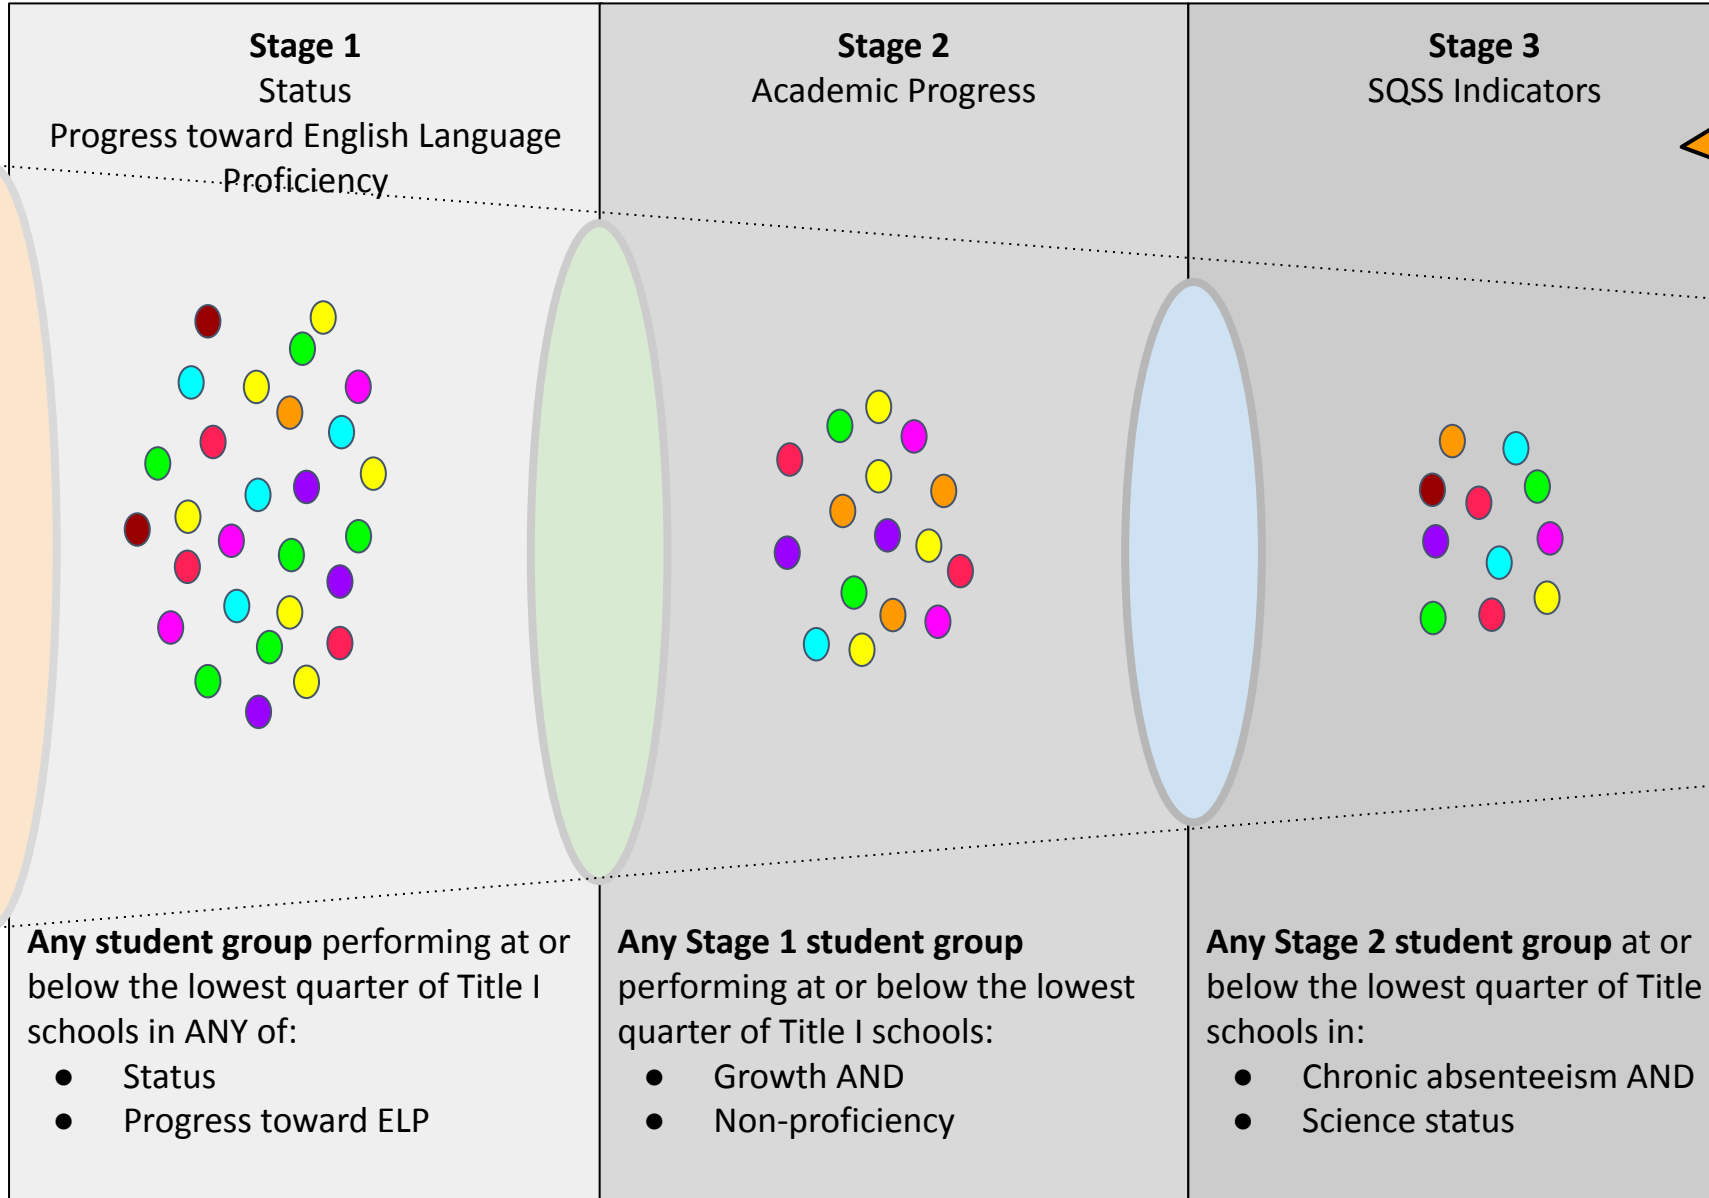 Stage 1
Status
Progress toward English Language
Proficiency
Any student group performing at or
below the lowest quarter of Title I
schools in ANY of:
● Status
● Progress toward ELP
Stage 2
Academic Progress
Any Stage 1 student group
performing at or below the lowest
quarter of Title I schools:
● Growth AND
● Non-proficiency
Stage 3
SQSS Indicators
Any Stage 2 student group at or
below the lowest quarter of Title
schools in:
● Chronic absenteeism AND
● Science status